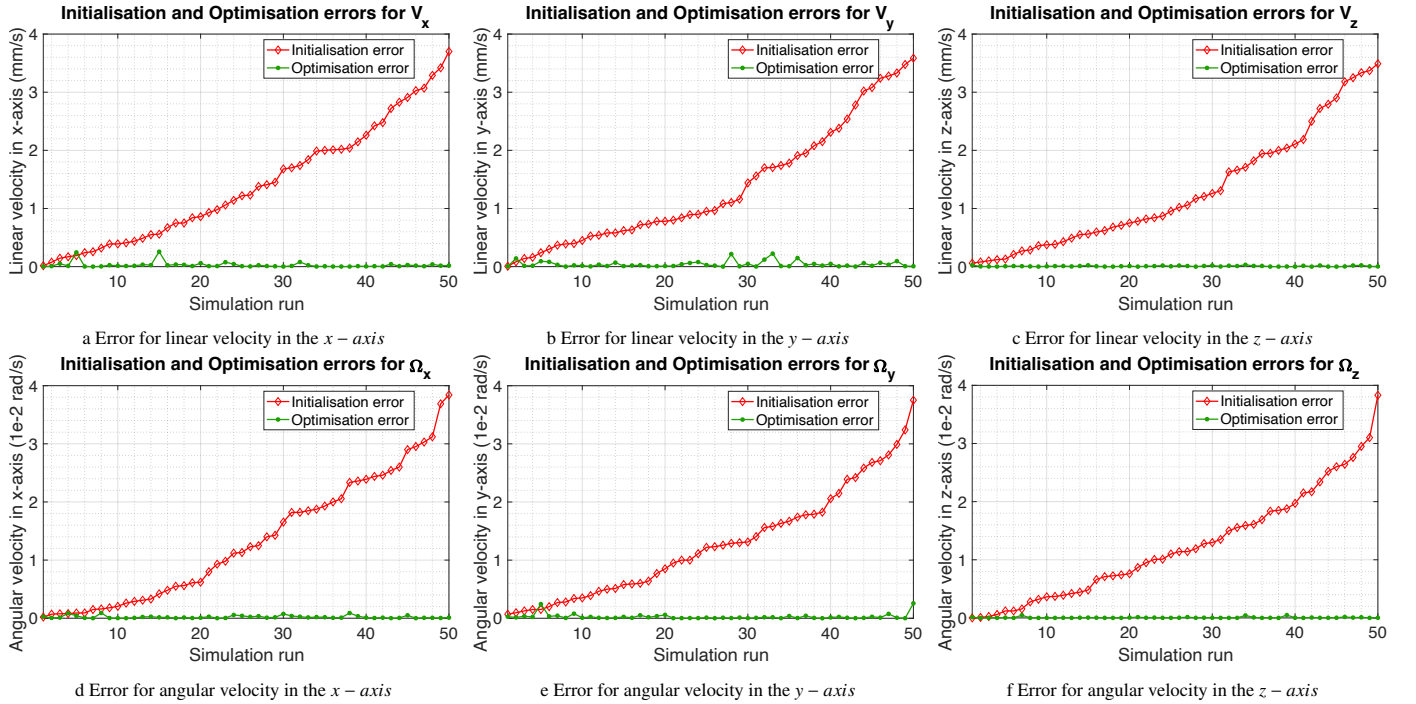 Initialisation and Optimisation errors for Vx
Linear velocity in x-axis (mm/s)
4
3
2
1
0
Initialisation error
Optimisation error
10 20 30 40 50
Simulation run
a Error for linear velocity in the x − axis
Initialisation and Optimisation errors for Vy
Linear velocity in y-axis (mm/s)
4
3
2
1
0
Initialisation error
Optimisation error
10 20 30 40 50
Simulation run
b Error for linear velocity in the y − axis
Initialisation and Optimisation errors for Vz
Linear velocity in z-axis (mm/s)
4
3
2
1
0
Initialisation error
Optimisation error
10 20 30 40 50
Simulation run
c Error for linear velocity in the z − axis
Initialisation and Optimisation errors for Ωx
Angular velocity in x-axis (1e-2 rad/s)
4
3
2
1
0
Initialisation error
Optimisation error
10 20 30 40 50
Simulation run
d Error for angular velocity in the x − axis
Initialisation and Optimisation errors for Ωy
Angular velocity in y-axis (1e-2 rad/s)
4
3
2
1
0
Initialisation error
Optimisation error
10 20 30 40 50
Simulation run
e Error for angular velocity in the y − axis
Initialisation and Optimisation errors for Ωz
Angular velocity in z-axis (1e-2 rad/s)
4
3
2
1
0
Initialisation error
Optimisation error
10 20 30 40 50
Simulation run
f Error for angular velocity in the z − axis